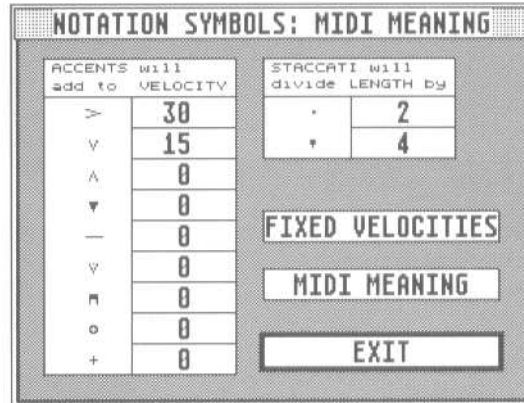 NOTATION SYMBOLS: MIDI MEANING
ACCENTS will
add to VELOCITY
> 30
v 15
^ 0
▼ 0
— 0
▽ 0
0
o 0
+ 0
STACCATI will
divide LENGTH by
· 2
▼ 4
FIXED VELOCITIES
MIDI MEANING
EXIT